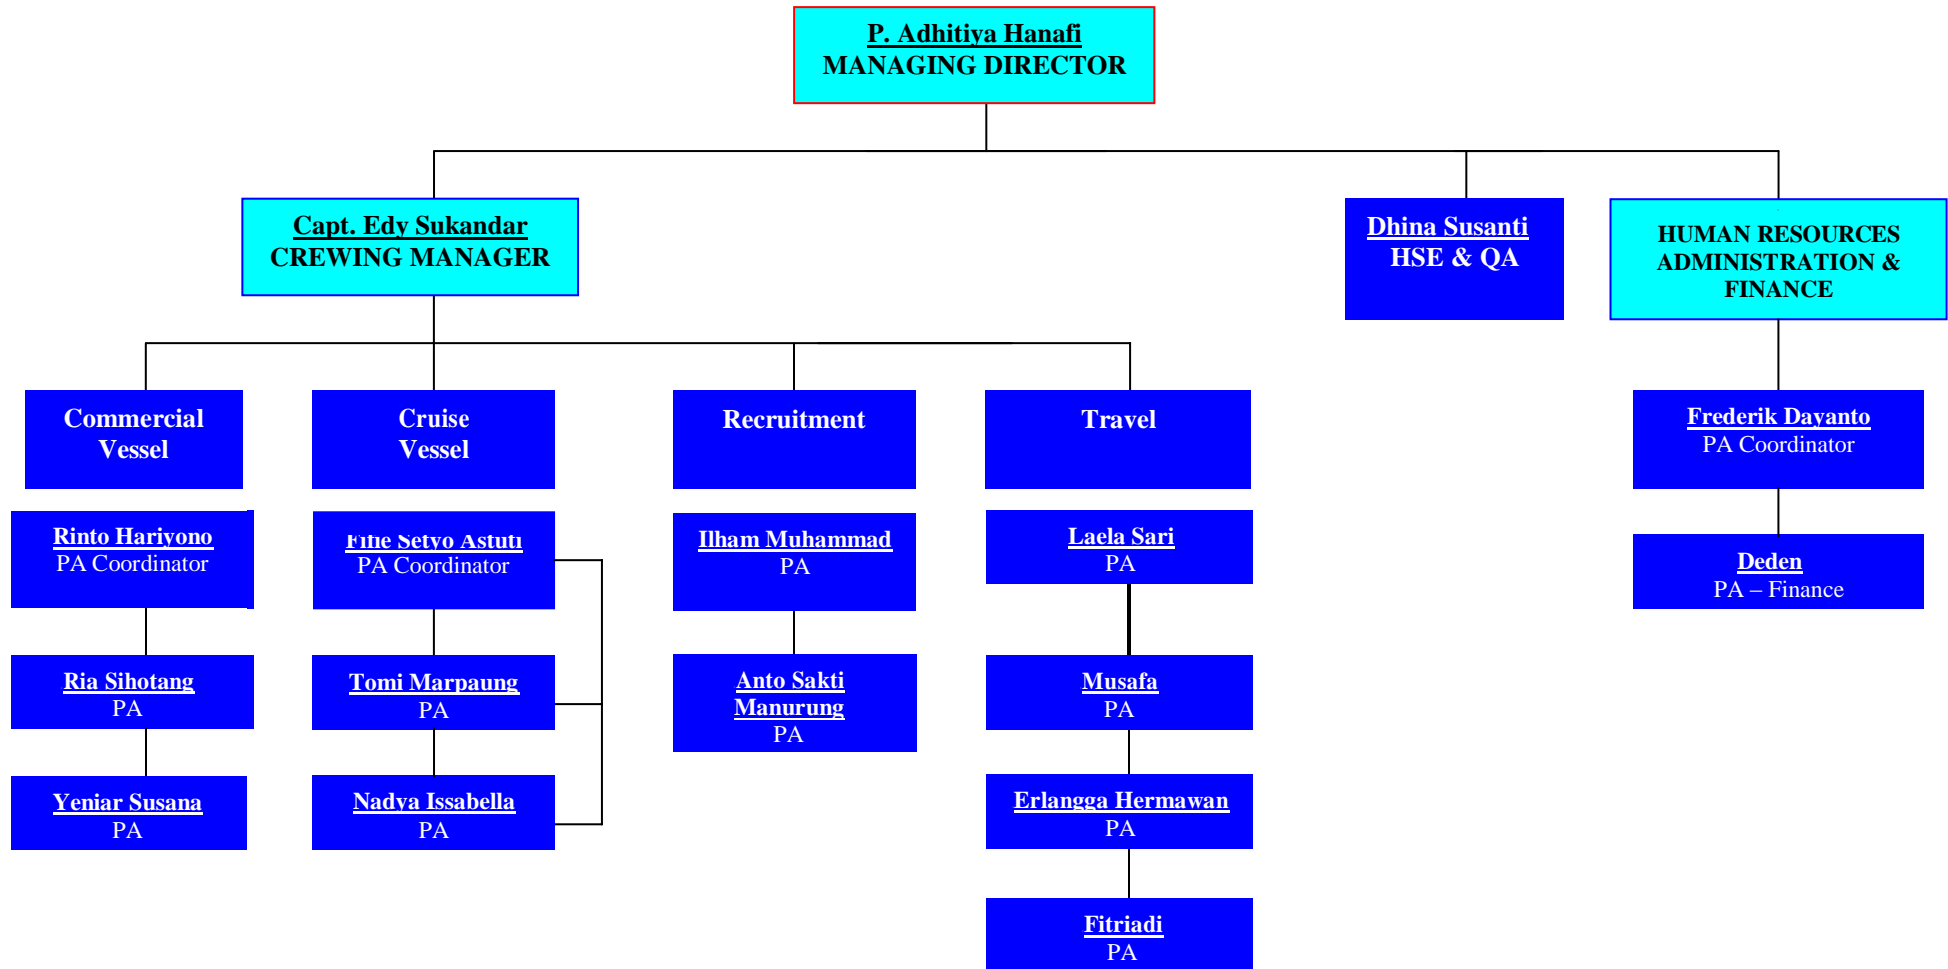 P. Adhitiya Hanafi
MANAGING DIRECTOR
Capt. Edy Sukandar
CREWING MANAGER
Dhina Susanti
HSE & QA
HUMAN RESOURCES
ADMINISTRATION &
FINANCE
Commercial
Vessel
Cruise
Vessel
Recruitment
Travel
Frederik Dayanto
PA Coordinator
Rinto Hariyono
PA Coordinator
Fifie Setyo Astuti
PA Coordinator
Ilham Muhammad
PA
Laela Sari
PA
Deden
PA – Finance
Ria Sihotang
PA
Tomi Marpaung
PA
Anto Sakti
Manurung
PA
Musafa
PA
Yeniar Susana
PA
Nadya Issabella
PA
Erlangga Hermawan
PA
Fitriadi
PA